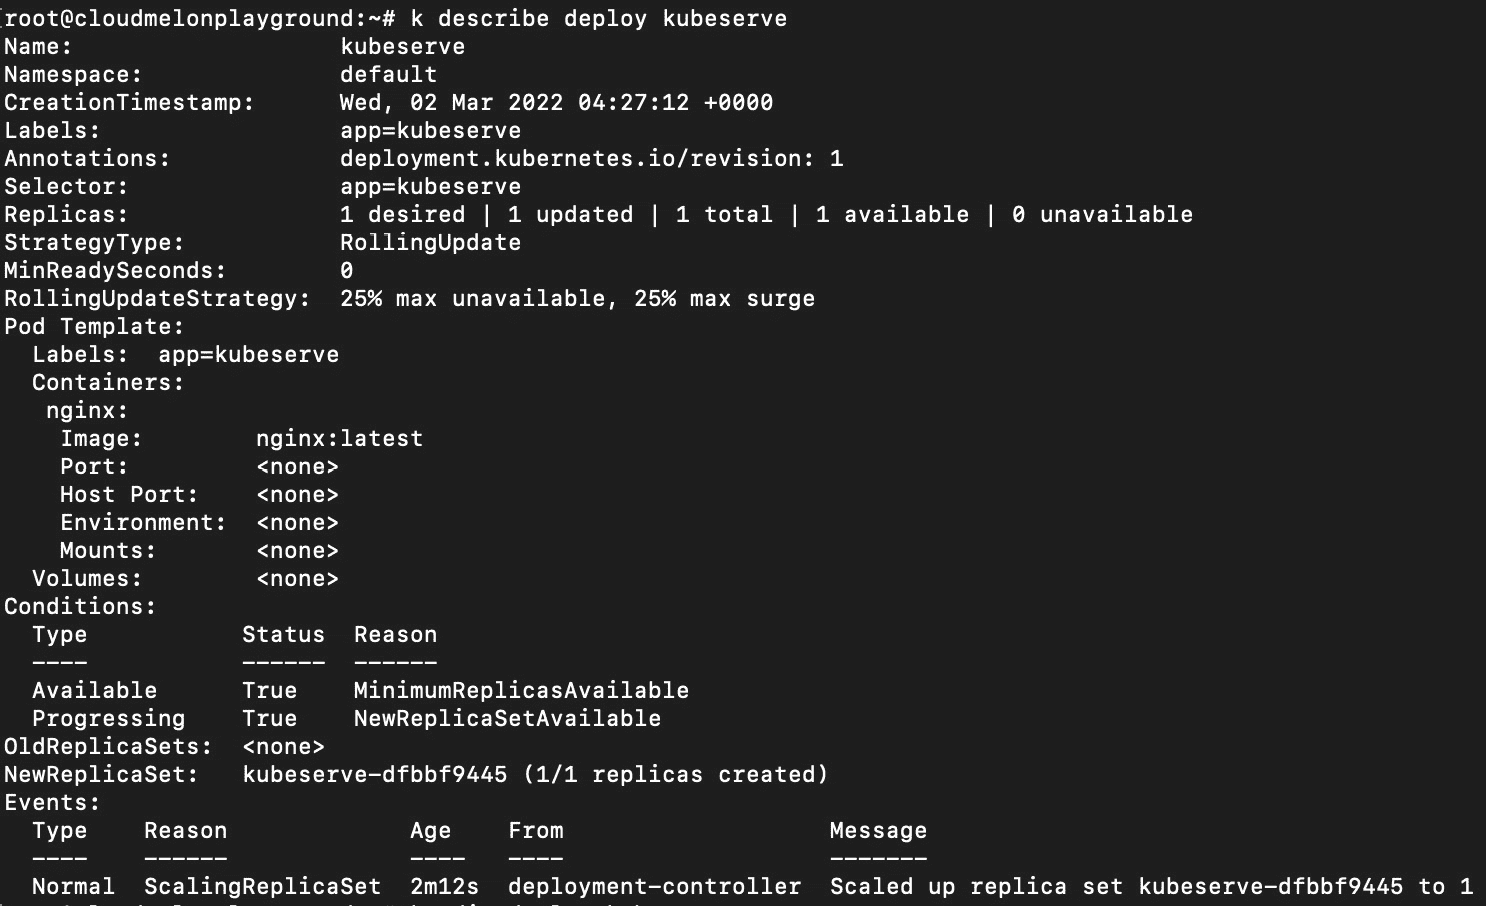 [root@cloudmelonplayground:~# k describe deploy kubeserve
Name:                   kubeserve
Namespace:              default
CreationTimestamp:      Wed, 02 Mar 2022 04:27:12 +0000
Labels:                 app=kubeserve
Annotations:            deployment.kubernetes.io/revision: 1
Selector:               app=kubeserve
Replicas:               1 desired | 1 updated | 1 total | 1 available | 0 unavailable
StrategyType:           RollingUpdate
MinReadySeconds:        0
RollingUpdateStrategy:  25% max unavailable, 25% max surge
Pod Template:
  Labels:  app=kubeserve
  Containers:
   nginx:
    Image:        nginx:latest
    Port:         <none>
    Host Port:    <none>
    Environment:  <none>
    Mounts:       <none>
  Volumes:        <none>
Conditions:
  Type           Status  Reason
  ----           ------  ------
  Available      True    MinimumReplicasAvailable
  Progressing    True    NewReplicaSetAvailable
OldReplicaSets:  <none>
NewReplicaSet:   kubeserve-dfbbf9445 (1/1 replicas created)
Events:
  Type    Reason             Age    From                   Message
  ----    ------             ----   ----                   -------
  Normal  ScalingReplicaSet  2m12s  deployment-controller  Scaled up replica set kubeserve-dfbbf9445 to 1